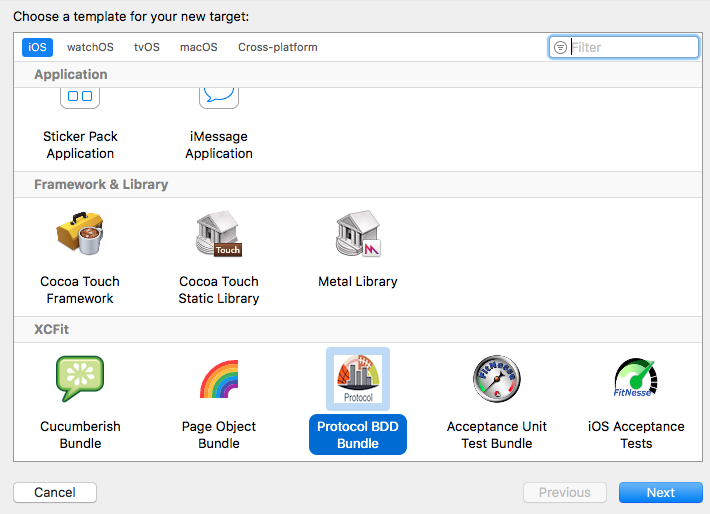 Choose a template for your new target:
iOS watchOS tvOS macOS Cross-platform Filter
Application
Sticker Pack
Application
iMessage
Application
Framework & Library
Touch
Cocoa Touch
Framework
Cocoa Touch
Static Library
Metal Library
XCFit
Protocol
FitNesse
FitNesse
Cucumberish
Bundle
Page Object
Bundle
Protocol BDD
Bundle
Acceptance Unit
Test Bundle
iOS Acceptance
Tests
Cancel Previous Next